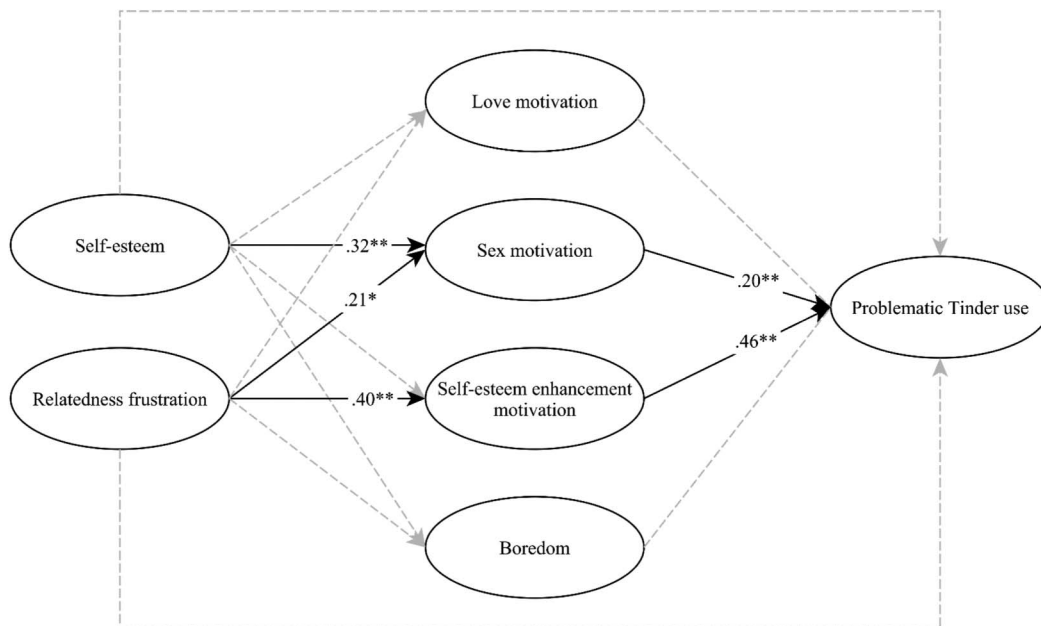 Love motivation
Self-esteem
.32**
Sex motivation
.21*
.20**
Problematic Tinder use
.46**
Relatedness frustration
.40**
Self-esteem enhancement
motivation
Boredom